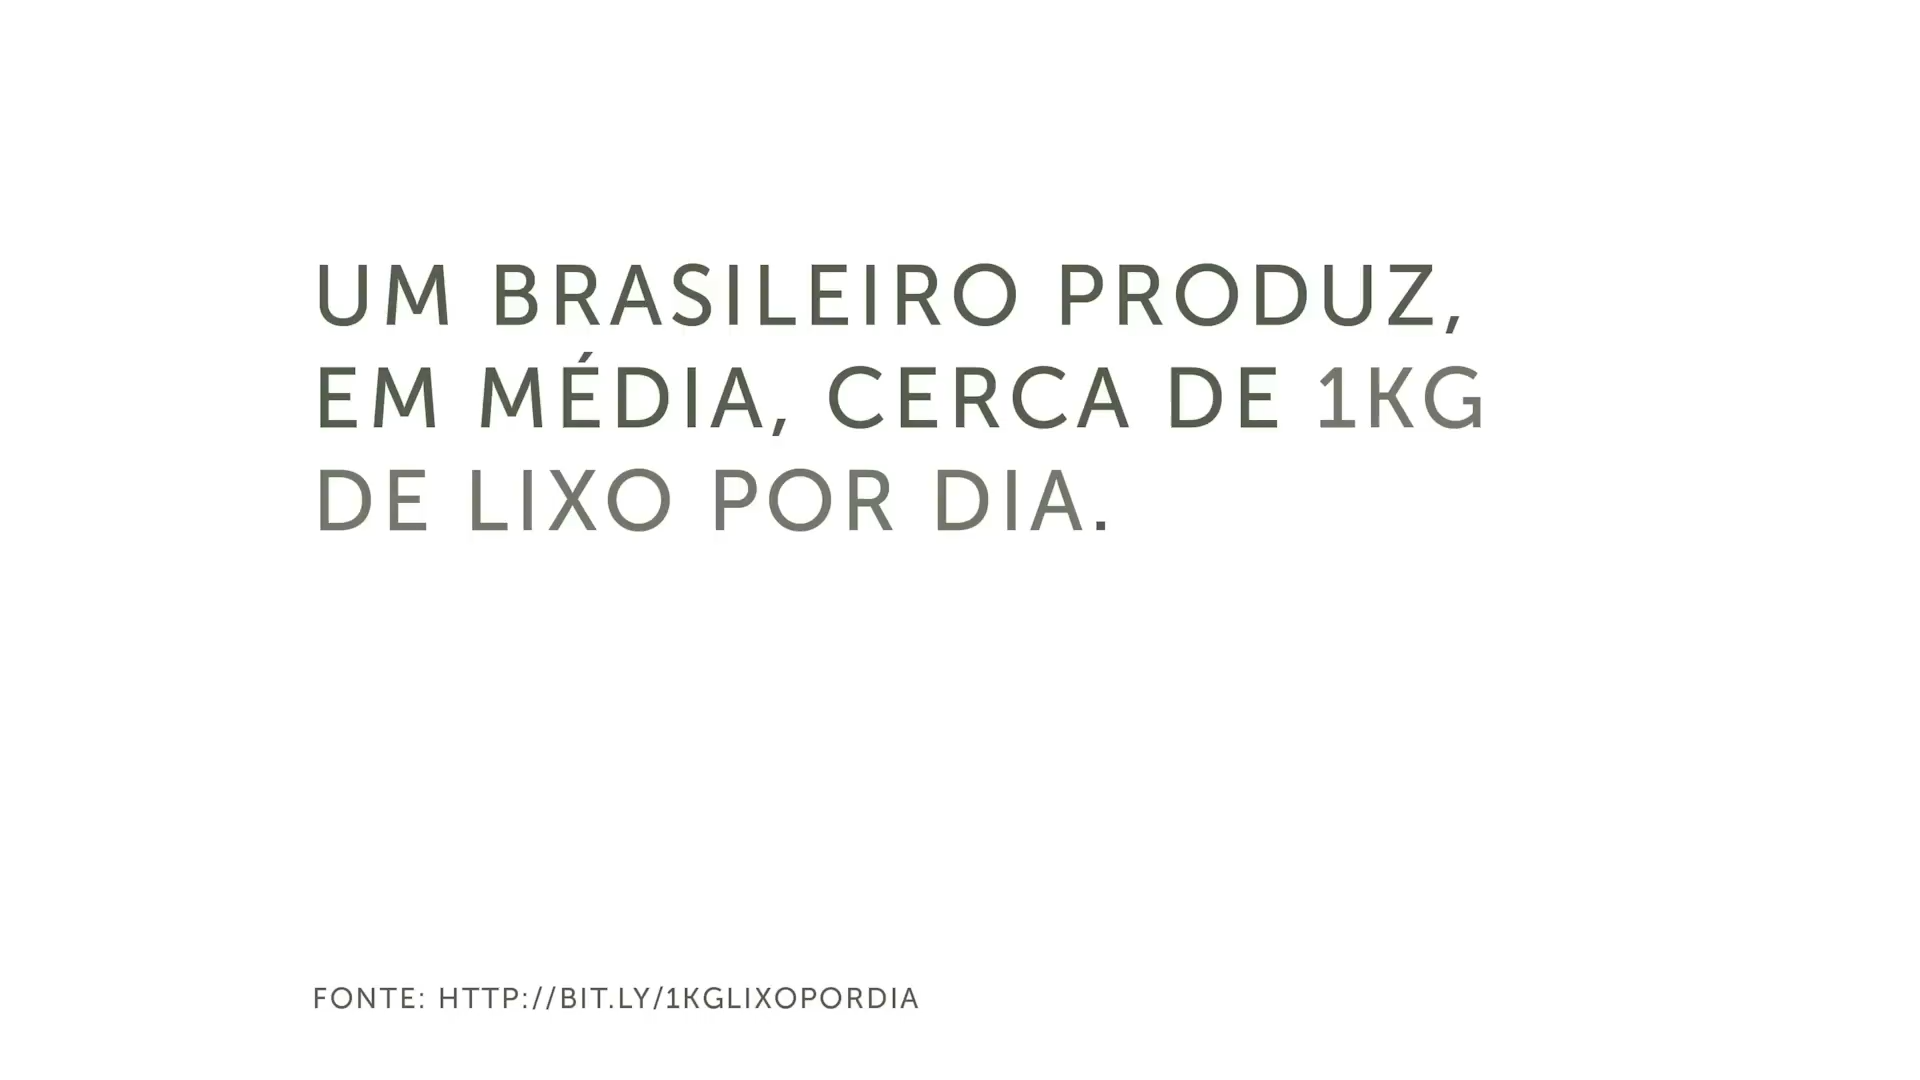 UM BRASILEIRO PRODUZ,
EM MÉDIA, CERCA DE 1KG
DE LIXO POR DIA.
FONTE: HTTP://BIT.LY/1KGLIXOPORDIA